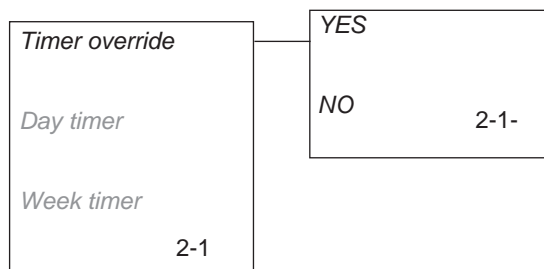 Timer override
Day timer
Week timer
2-1
YES
NO
2-1-